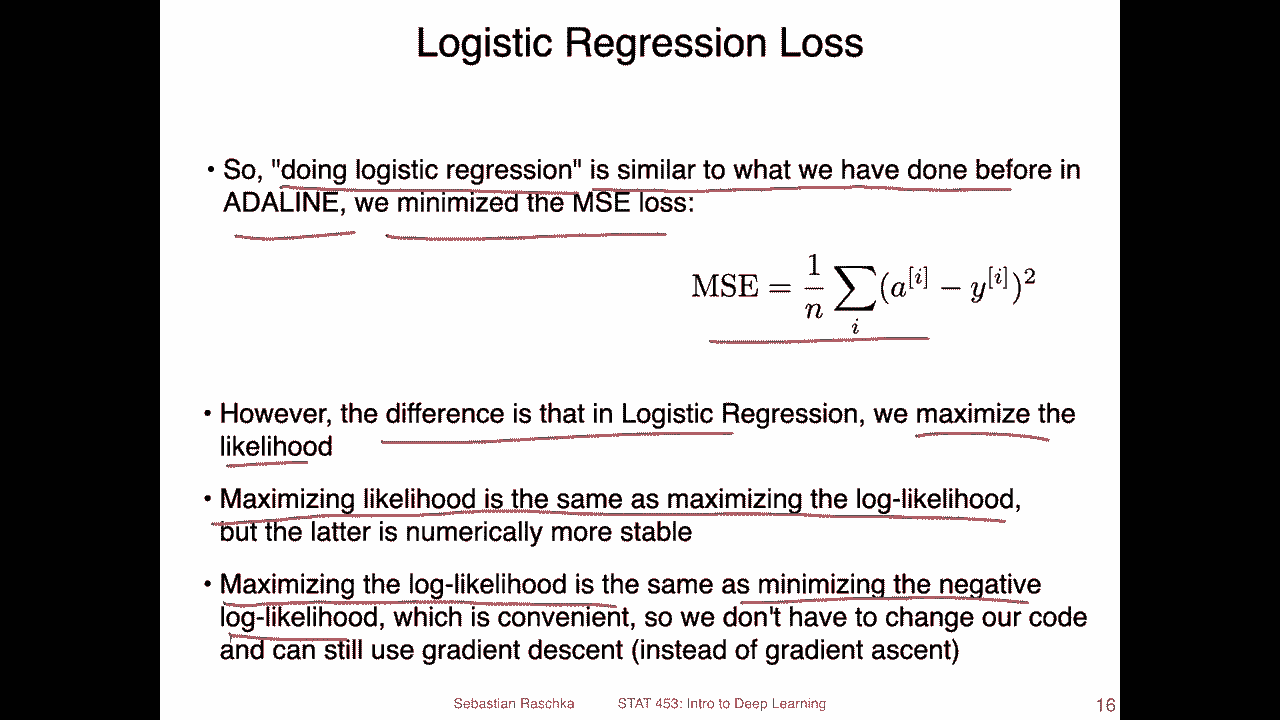 Logistic Regression Loss
• So, "doing logistic regression" is similar to what we have done before in
ADALINE, we minimized the MSE loss:
MSE = \frac{1}{n} \sum_{i} (a^{[i]} - y^{[i]})^2
• However, the difference is that in Logistic Regression, we maximize the
likelihood
• Maximizing likelihood is the same as maximizing the log-likelihood,
but the latter is numerically more stable
• Maximizing the log-likelihood is the same as minimizing the negative
log-likelihood, which is convenient, so we don't have to change our code
and can still use gradient descent (instead of gradient ascent)
Sebastian Raschka STAT 453: Intro to Deep Learning 16